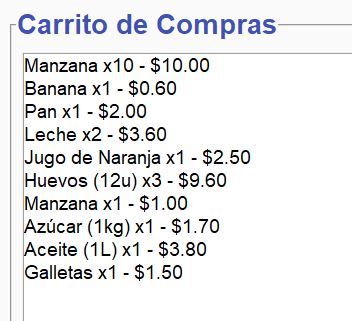 Carrito de Compras
Manzana x10 - $10.00
Banana x1 - $0.60
Pan x1 - $2.00
Leche x2 - $3.60
Jugo de Naranja x1 - $2.50
Huevos (12u) x3 - $9.60
Manzana x1 - $1.00
Azúcar (1kg) x1 - $1.70
Aceite (1L) x1 - $3.80
Galletas x1 - $1.50